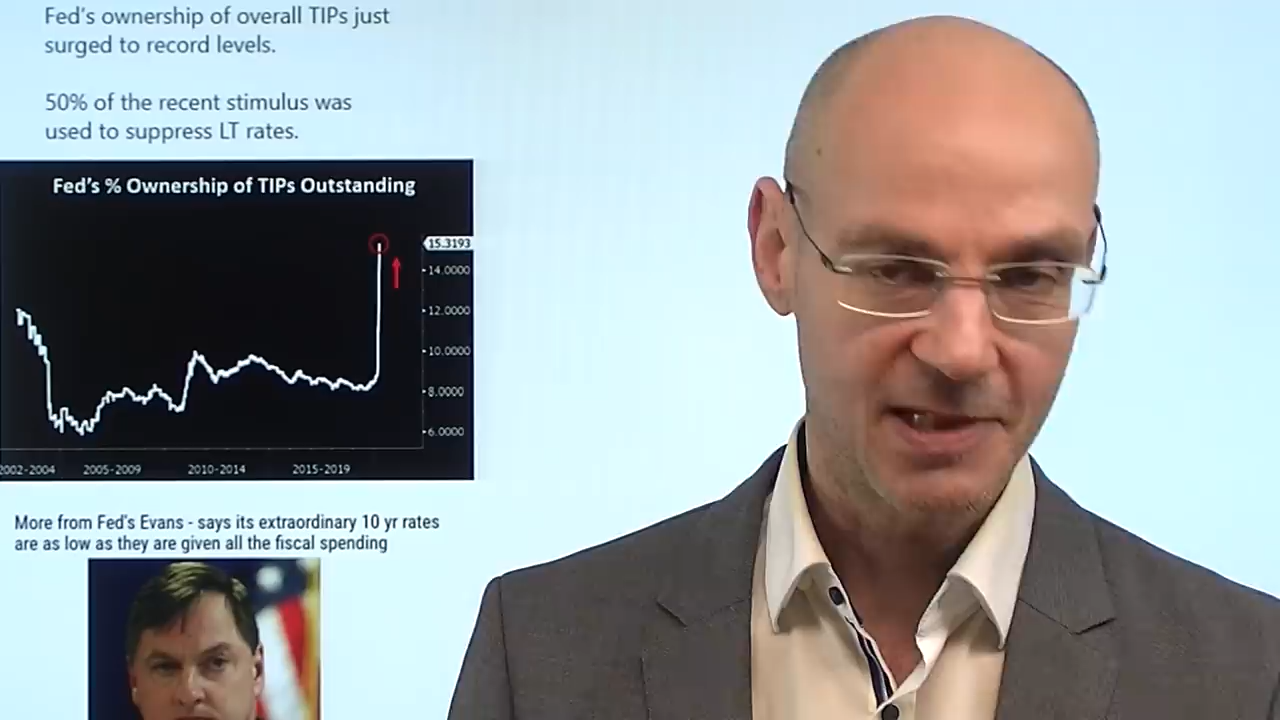 Fed's ownership of overall TIPs just
surged to record levels.
50% of the recent stimulus was
used to suppress LT rates.
Fed's % Ownership of TIPs Outstanding
15.3193
14.0000
12.0000
10.0000
8.0000
6.0000
2002-2004 2005-2009 2010-2014 2015-2019
More from Fed's Evans - says its extraordinary 10 yr rates
are as low as they are given all the fiscal spending